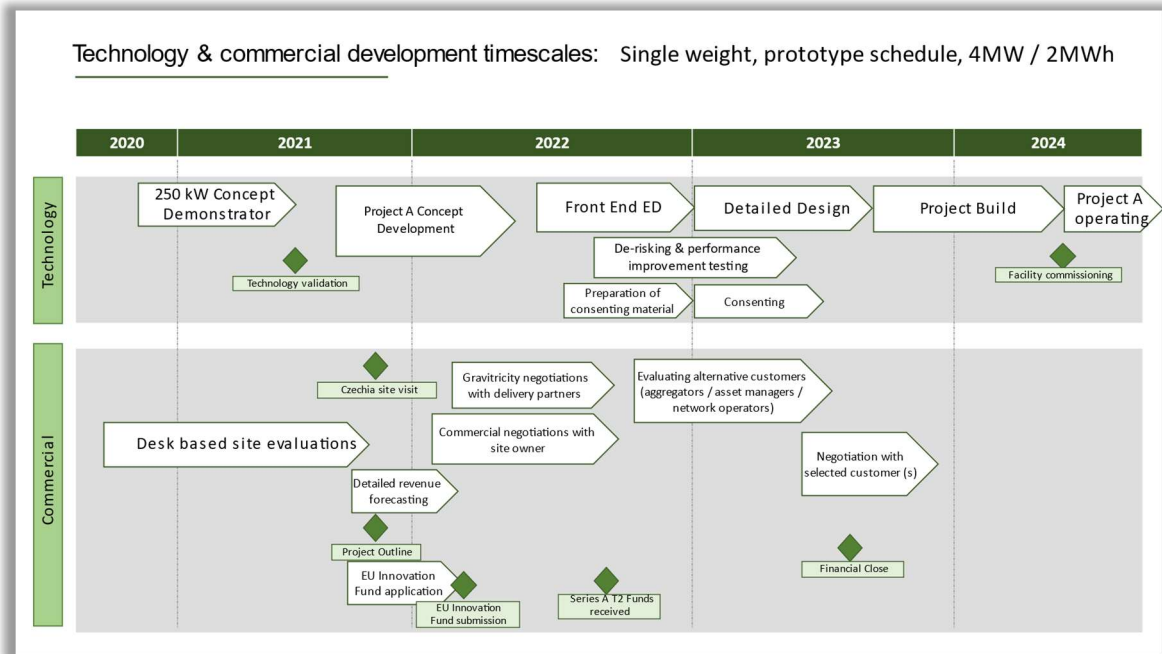 Technology & commercial development timescales: Single weight, prototype schedule, 4MW / 2MWh
2020
2021
2022
2023
2024
Technology
250 kW Concept
Demonstrator
Project A Concept
Development
Front End ED
Detailed Design
Project Build
Project A
operating
De-risking & performance
improvement testing
Technology validation
Facility commissioning
Preparation of
consenting material
Consenting
Commercial
Czechia site visit
Gravitricity negotiations
with delivery partners
Evaluating alternative customers
(aggregators / asset managers /
network operators)
Desk based site evaluations
Commercial negotiations with
site owner
Negotiation with
selected customer (s)
Detailed revenue
forecasting
Project Outline
Financial Close
EU Innovation
Fund application
EU Innovation
Fund submission
Series A T2 Funds
received